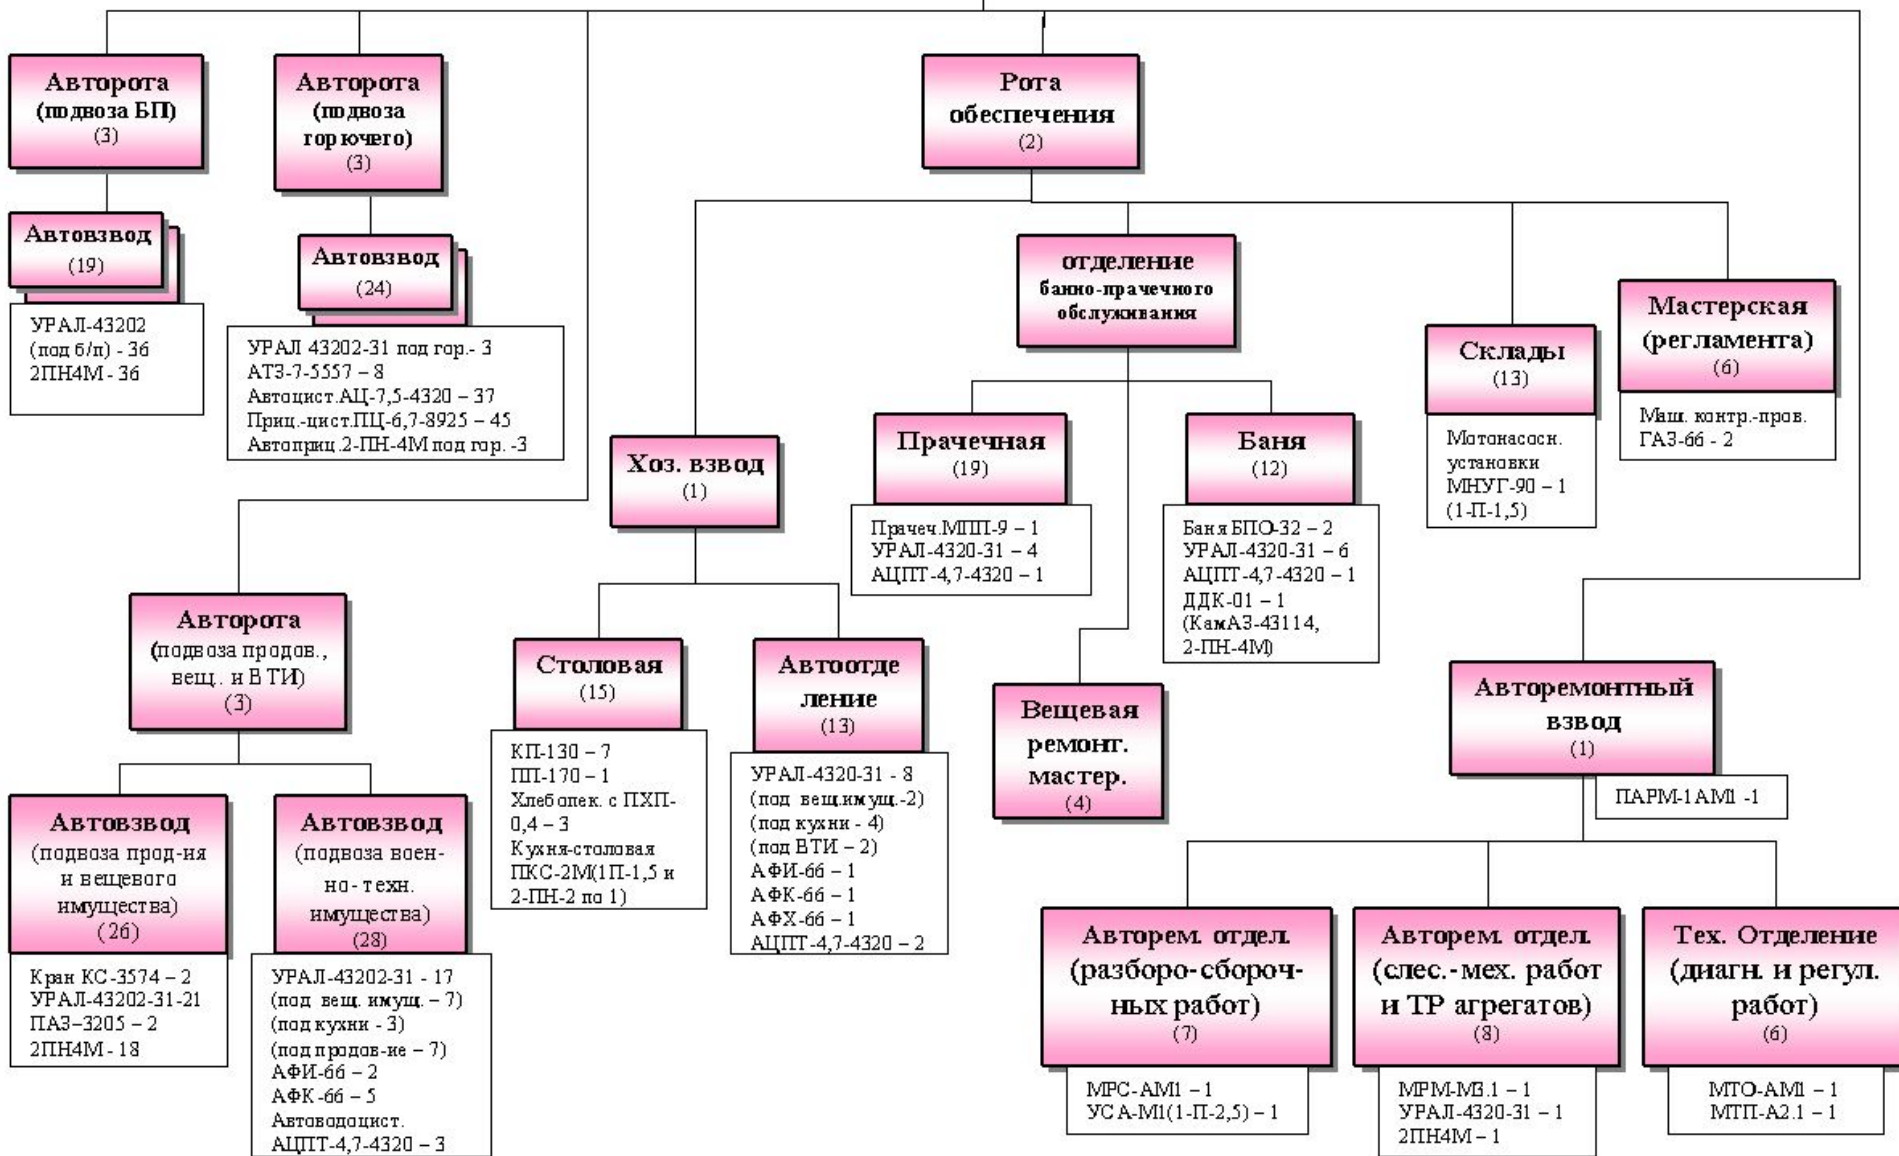 Авторота
(подвоза БП)
(3)
Авторота
(подвоза
горючего)
(3)
Рота
обеспечения
(2)
Автовзвод
(19)
УРАЛ-43202
(под б/п) - 36
2ПН4М - 36
Автовзвод
(24)
УРАЛ 43202-31 под гор.- 3
АТЗ-7-5557 – 8
Автоцист.АЦ-7,5-4320 – 37
Приц.-цист.ПЦ-6,7-8925 – 45
Автоприц.2-ПН-4М под гор. -3
отделение
банно-прачечного
обслуживания
Склады
(13)
Мотонасосн.
установки
МНУГ-90 – 1
(1-П-1,5)
Мастерская
(регламента)
(6)
Маш. контр.-пров.
ГАЗ-66 - 2
Хоз. взвод
(1)
Прачечная
(19)
Прачеч.МПП-9 – 1
УРАЛ-4320-31 – 4
АЦПТ-4,7-4320 – 1
Баня
(12)
Баня БПО-32 – 2
УРАЛ-4320-31 – 6
АЦПТ-4,7-4320 – 1
ДДК-01 – 1
(КамАЗ-43114,
2-ПН-4М)
Авторота
(подвоза продов.,
вещ.. и ВТИ)
(3)
Столовая
(15)
КП-130 – 7
ПП-170 – 1
Хлебопек. с ПХП-
0,4 – 3
Кухня-столовая
ПКС-2М(1П-1,5 и
2-ПН-2 по 1)
Автоотде
ление
(13)
УРАЛ-4320-31 - 8
(под вещ.имущ.-2)
(под кухни - 4)
(под ВТИ – 2)
АФИ-66 – 1
АФК-66 – 1
АФХ-66 – 1
АЦПТ-4,7-4320 – 2
Вещевая
ремонт.
мастер.
(4)
Авторемонтный
взвод
(1)
ПАРМ-1АМ1 -1
Автовзвод
(подвоза прод-ия
и вещевого
имущества)
(26)
Кран КС-3574 – 2
УРАЛ-43202-31-21
ПАЗ–3205 – 2
2ПН4М - 18
Автовзвод
(подвоза воен-
но- техн.
имущества)
(28)
УРАЛ-43202-31 - 17
(под вещ. имущ. – 7)
(под кухни - 3)
(под продов-ие – 7)
АФИ-66 – 2
АФК-66 – 5
Автоводоцист.
АЦПТ-4,7-4320 – 3
Авторем. отдел.
(разборо-сбороч-
ных работ)
(7)
МРС-АМ1 – 1
УСА-М1(1-П-2,5) – 1
Авторем. отдел.
(слес.-мех. работ
и ТР агрегатов)
(8)
МРМ-М3.1 – 1
УРАЛ-4320-31 – 1
2ПН4М – 1
Тех. Отделение
(диагн. и регул.
работ)
(6)
МТО-АМ1 – 1
МТП-А2.1 – 1